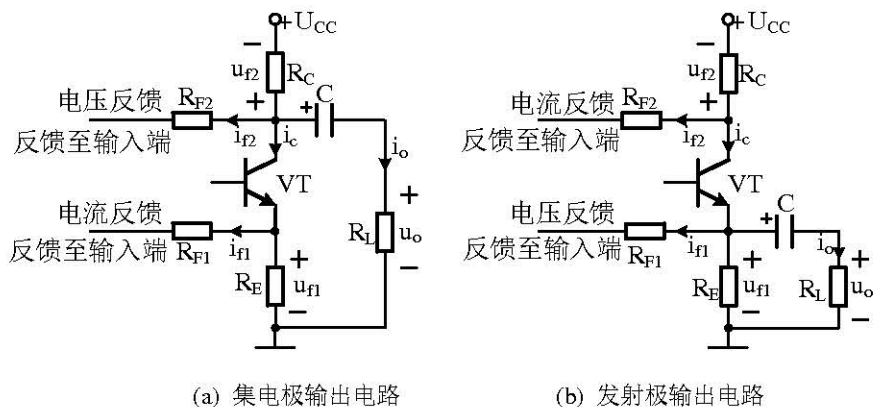 +UCC
+UCC
− uf2 RC
− uf2 RC
电压反馈 RF2 + + C
电流反馈 RF2 +
反馈至输入端 if2 ic io
反馈至输入端 if2 ic
VT
VT
电流反馈
反馈至输入端 RF1 if1 RL + uo −
电压反馈 + C
反馈至输入端 RF1 if1 io
RE + uf1 −
RE + uf1 − RL + uo −
(a) 集电极输出电路
(b) 发射极输出电路